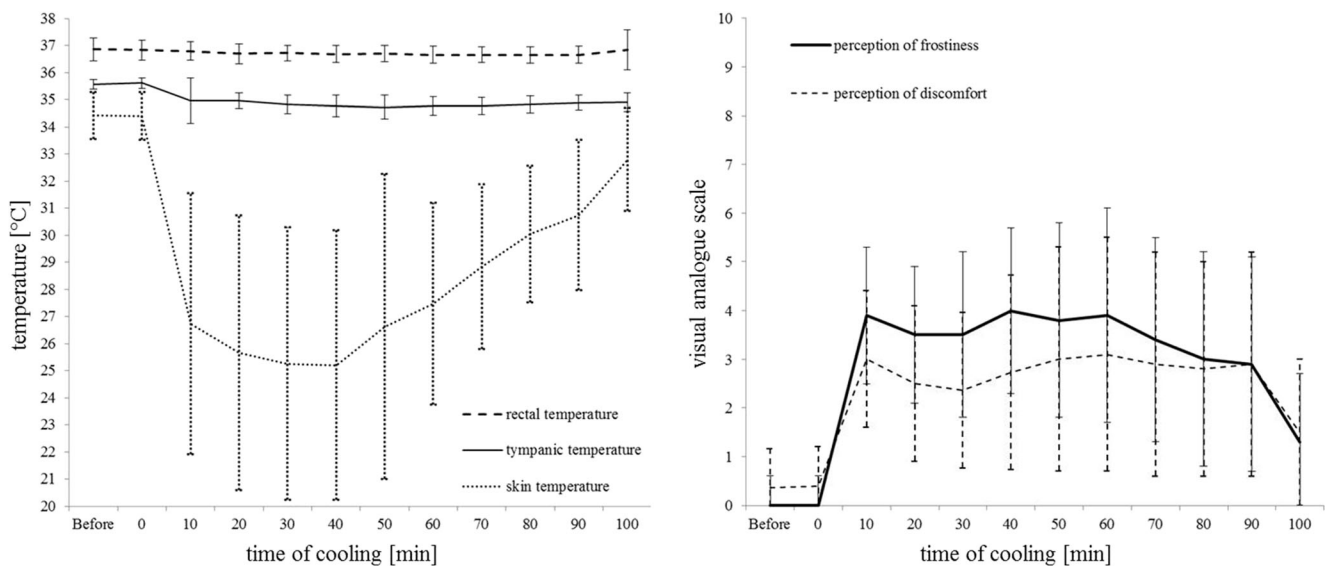 temperature [°C]
38
37
36
35
34
33
32
31
30
29
28
27
26
25
24
23
22
21
20
rectal temperature
tympanic temperature
skin temperature
Before 0 10 20 30 40 50 60 70 80 90 100
time of cooling [min]
visual analogue scale
10
9
8
7
6
5
4
3
2
1
0
perception of frostiness
perception of discomfort
Before 0 10 20 30 40 50 60 70 80 90 100
time of cooling [min]